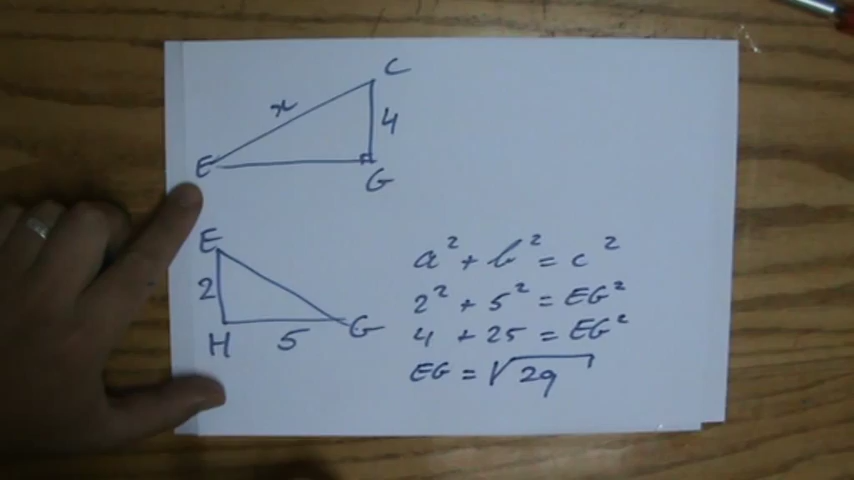 C
x
4
E
G
E
2
H 5 G
a² + b² = c²
2² + 5² = EG²
4 + 25 = EG²
EG = √29